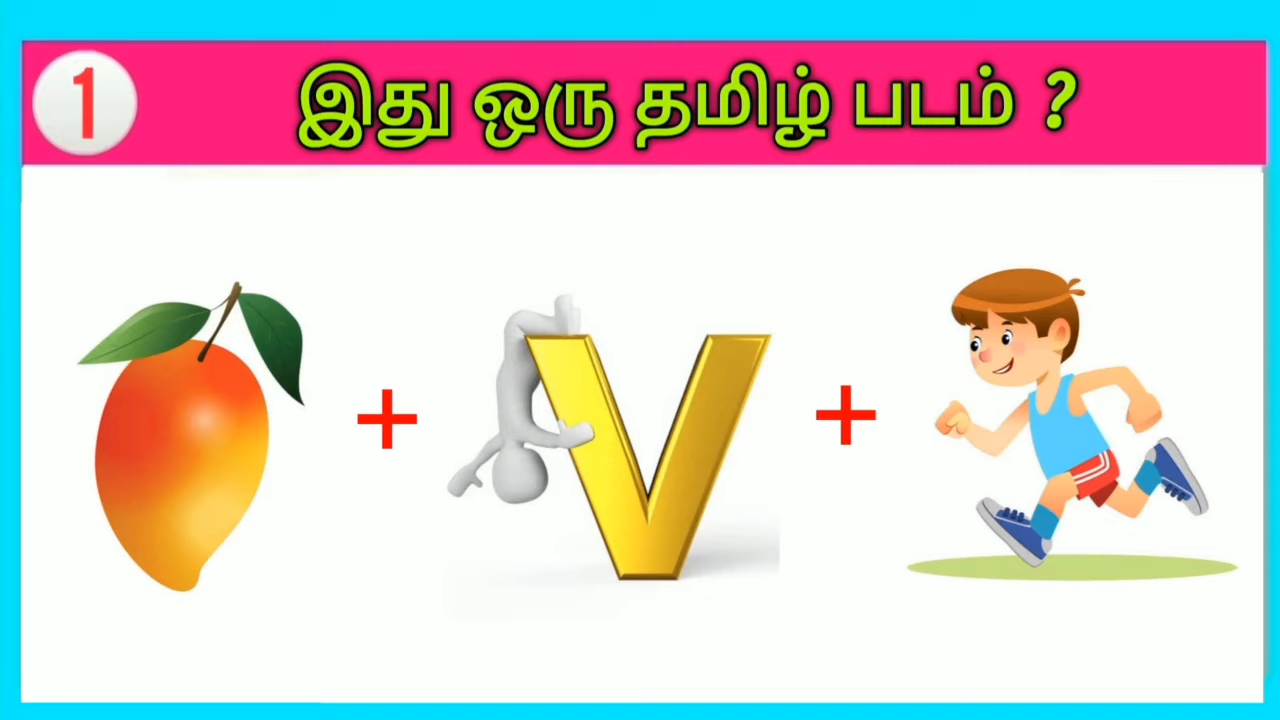 1 இது ஒரு தமிழ் படம் ?
+ V +